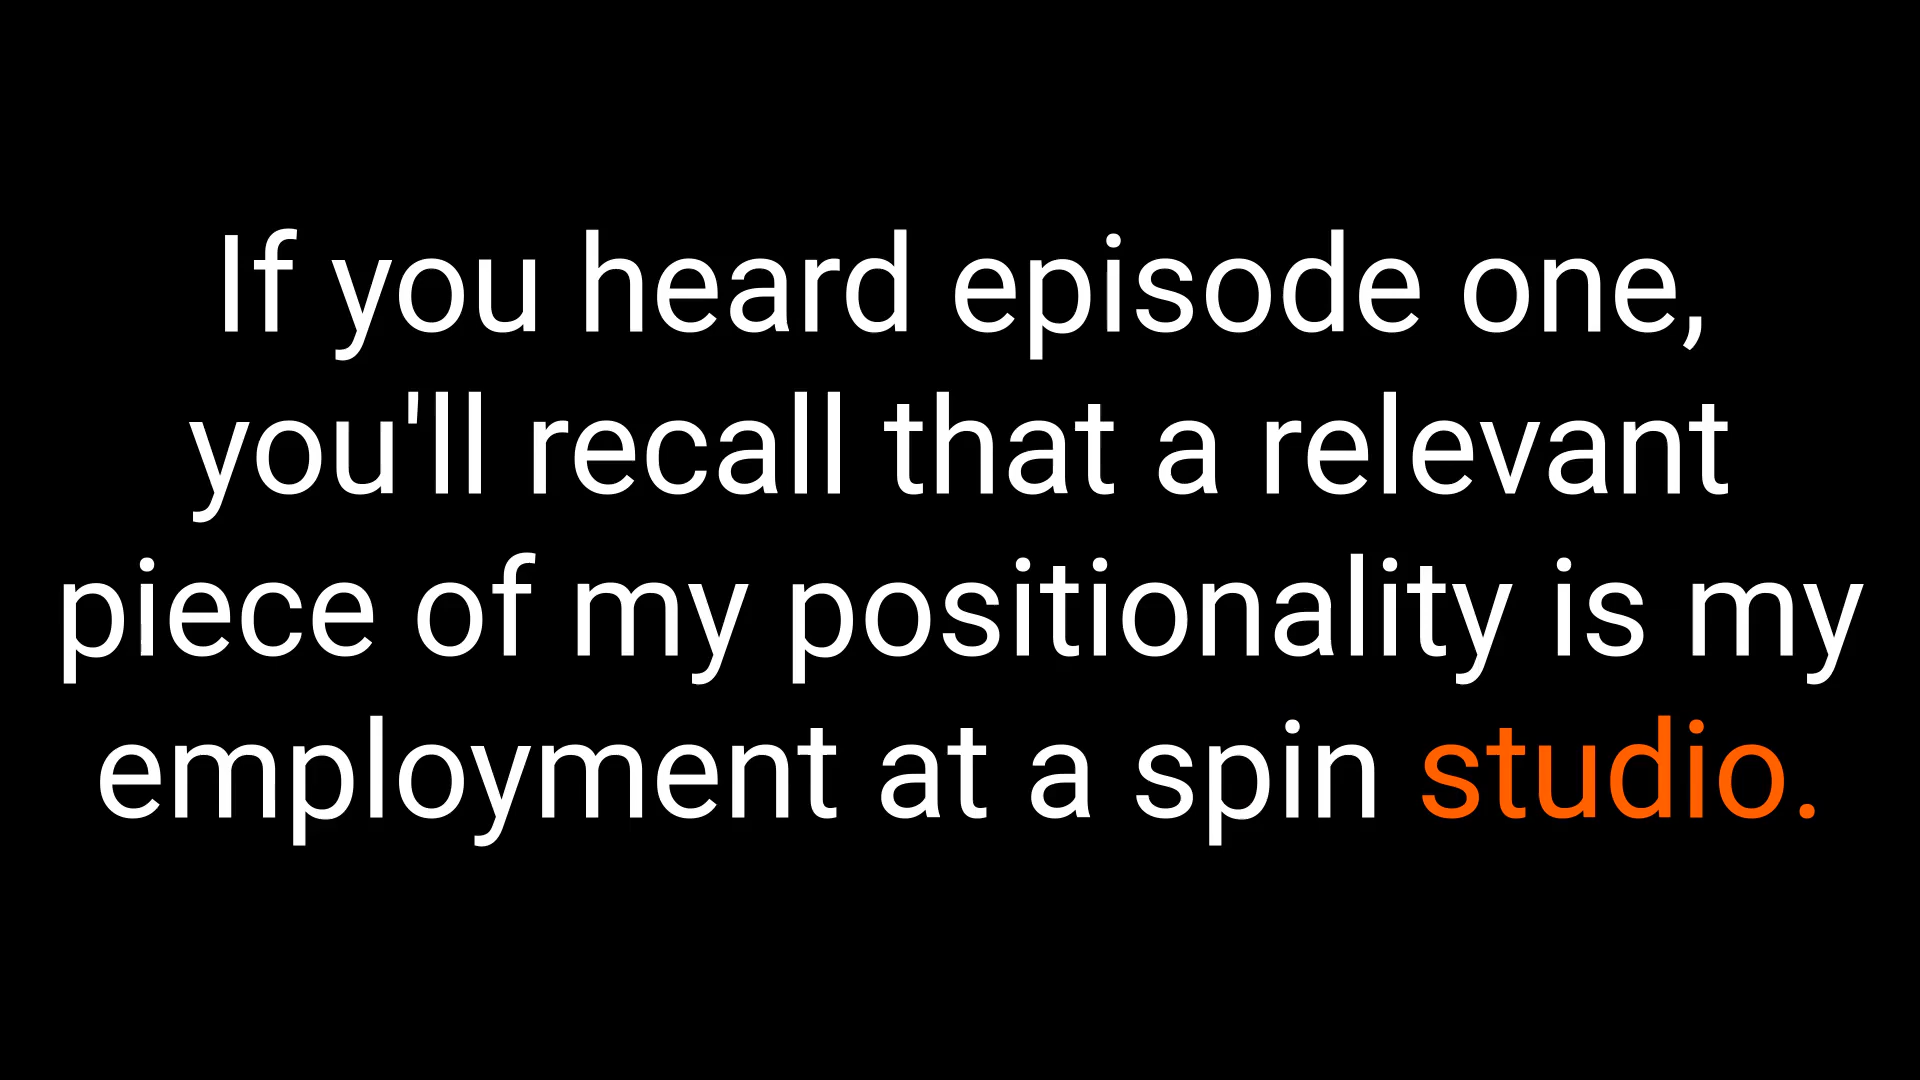 If you heard episode one,
you'll recall that a relevant
piece of my positionality is my
employment at a spin studio.